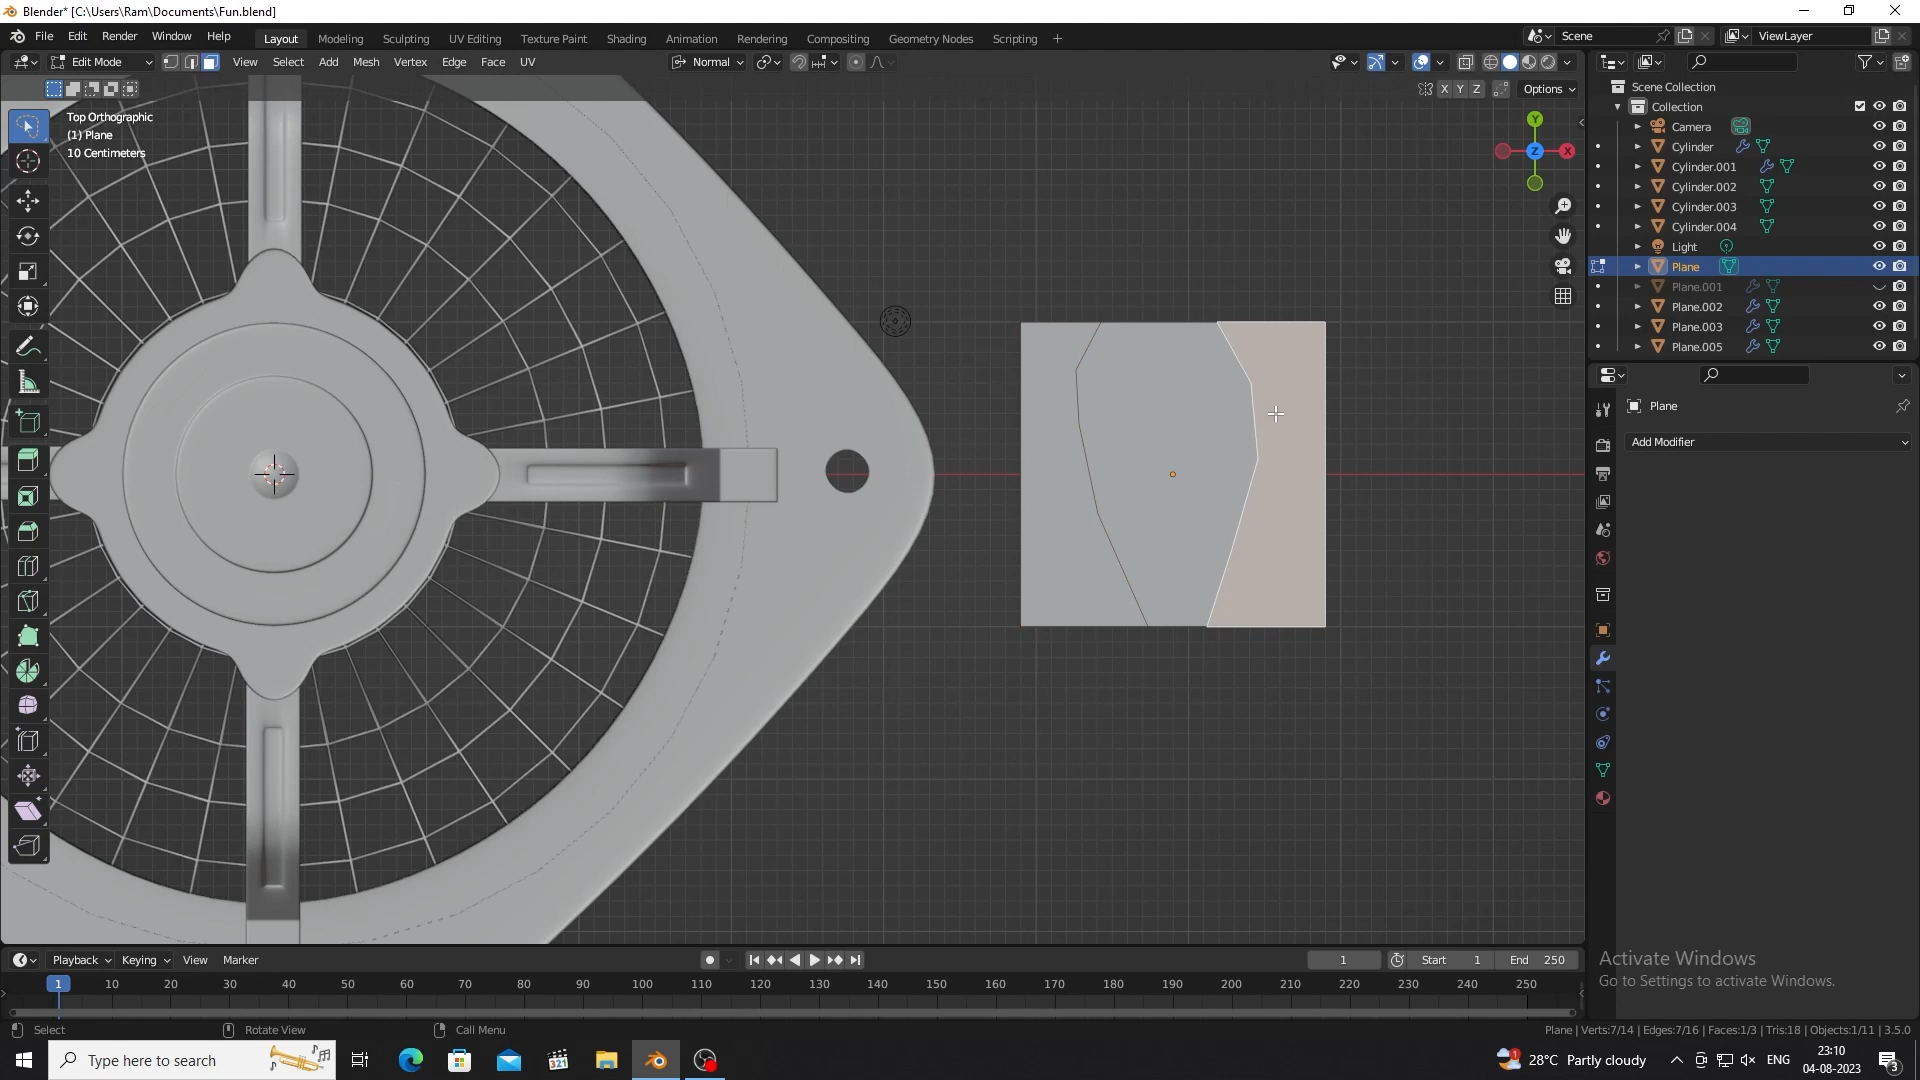 Blender* [C:\Users\Ram\Documents\Fun.blend]
File Edit Render Window Help Layout Modeling Sculpting UV Editing Texture Paint Shading Animation Rendering Compositing Geometry Nodes Scripting + Scene ViewLayer
Edit Mode View Select Add Mesh Vertex Edge Face UV Normal
X Y Z Options
Top Orthographic
(1) Plane
10 Centimeters
Y
Z X
Scene Collection
Collection
Camera
Cylinder
Cylinder.001
Cylinder.002
Cylinder.003
Cylinder.004
Light
Plane
Plane.001
Plane.002
Plane.003
Plane.005
Plane
Add Modifier
Activate Windows
Go to Settings to activate Windows.
Playback Keying View Marker 1 Start 1 End 250
1 10 20 30 40 50 60 70 80 90 100 110 120 130 140 150 160 170 180 190 200 210 220 230 240 250
Select Rotate View Call Menu Plane | Verts:7/14 | Edges:7/16 | Faces:1/3 | Tris:18 | Objects:1/11 | 3.5.0
Type here to search 321 1 28°C Partly cloudy ENG 23:10
04-08-2023 3